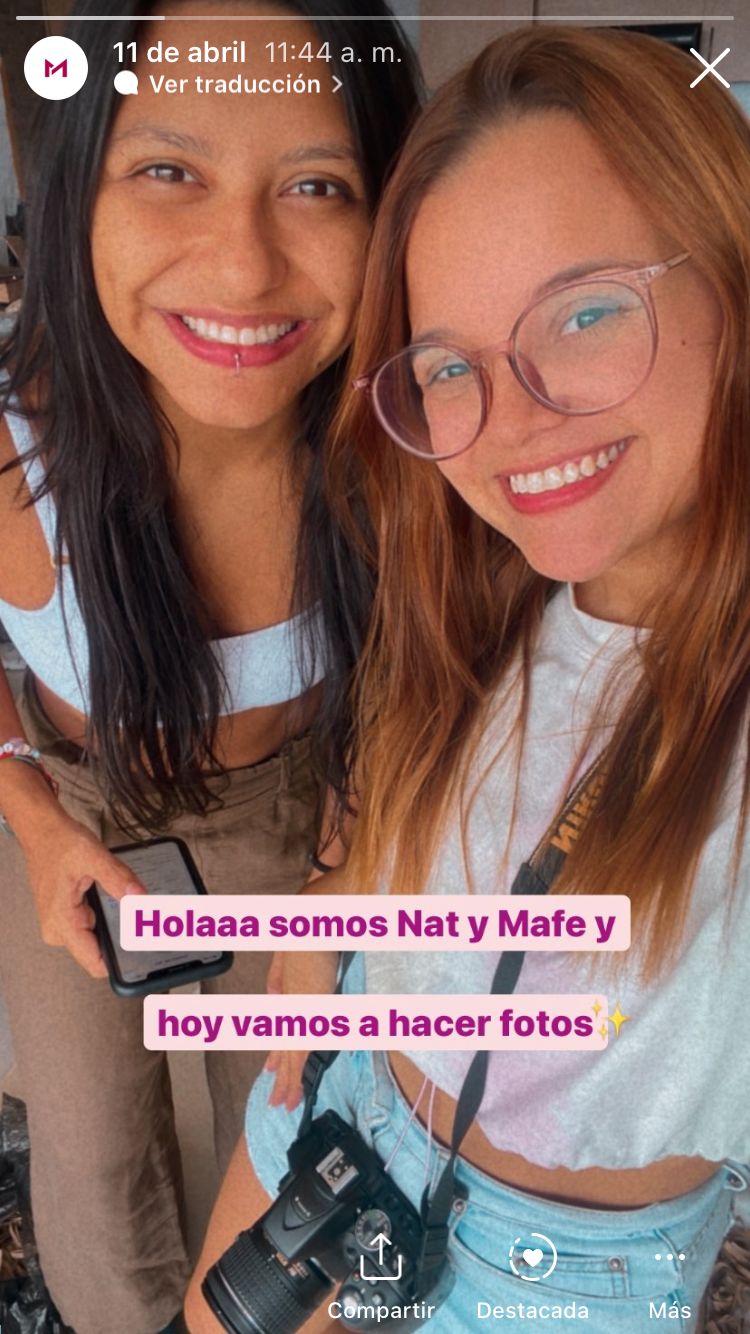 11 de abril 11:44 a. m.
Ver traducción
Holaaa somos Nat y Mafe y
hoy vamos a hacer fotos✨
Compartir Destacada Más